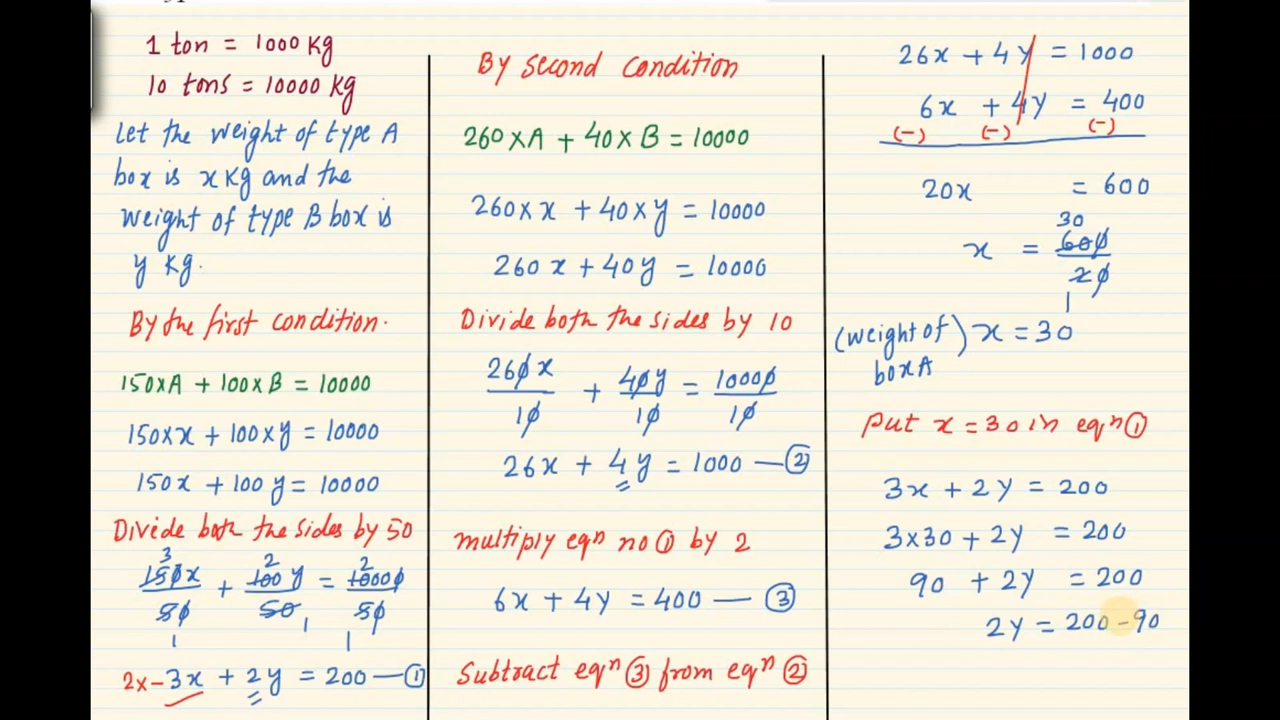 1 ton = 1000 Kg
10 tons = 10000 Kg
Let the weight of type A
box is x Kg and the
weight of type B box is
y Kg.
By the first condition.
150×A + 100×B = 10000
150×x + 100×y = 10000
150x + 100y = 10000
Divide both the sides by 50
3 2 2
150x + 100y = 10000
50 50 50
1 1 1
2x-3x + 2y = 200 — ①
By second condition
260×A + 40×B = 10000
260×x + 40×y = 10000
260x + 40y = 10000
Divide both the sides by 10
260x + 40y = 10000
10 10 10
26x + 4y = 1000 — ②
multiply eqn no ① by 2
6x + 4y = 400 — ③
Subtract eqn ③ from eqn ②
26x + 4y = 1000
6x + 4y = 400
(-) (-) (-)
20x = 600
30
x = 600
20
1
(weight of) x = 30
box A
put x = 30 in eqn ①
3x + 2y = 200
3x30 + 2y = 200
90 + 2y = 200
2y = 200 - 90